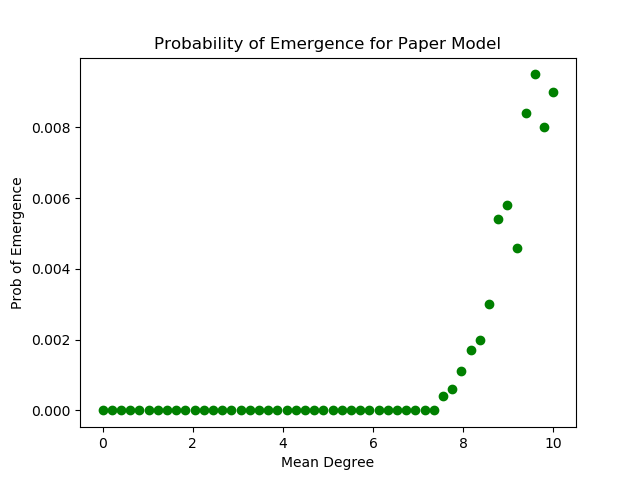 Probability of Emergence for Paper Model
Prob of Emergence
0.008
0.006
0.004
0.002
0.000
0 2 4 6 8 10
Mean Degree